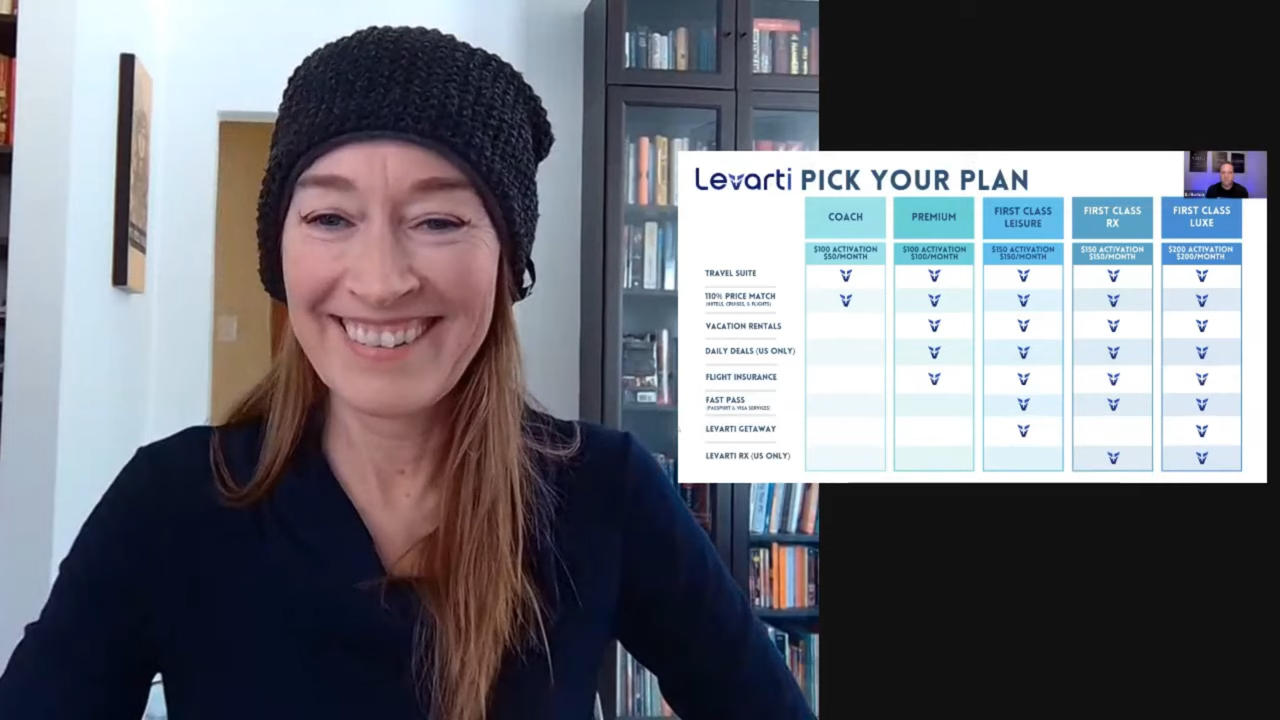 Levarti PICK YOUR PLAN
COACH
PREMIUM
FIRST CLASS
LEISURE
FIRST CLASS
RX
FIRST CLASS
LUXE
$100 ACTIVATION
$50/MONTH
$100 ACTIVATION
$100/MONTH
$150 ACTIVATION
$150/MONTH
$150 ACTIVATION
$150/MONTH
$200 ACTIVATION
$200/MONTH
TRAVEL SUITE
110% PRICE MATCH
(HOTELS, CRUISES, & FLIGHTS)
VACATION RENTALS
DAILY DEALS (US ONLY)
FLIGHT INSURANCE
FAST PASS
(PASSPORT & VISA SERVICES)
LEVARTI GETAWAY
LEVARTI RX (US ONLY)